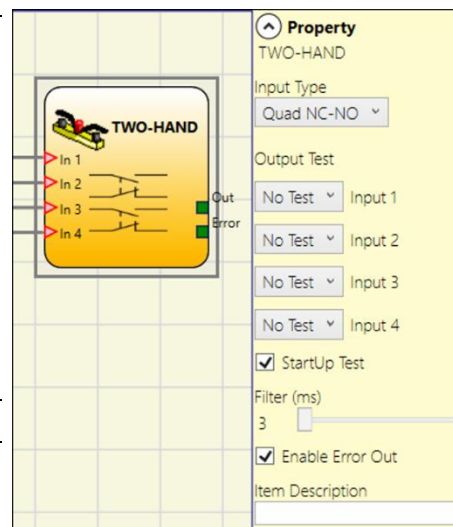 TWO-HAND
In 1
In 2
In 3
In 4
Out
Error
Property
TWO-HAND
Input Type
Quad NC-NO
Output Test
No Test Input 1
No Test Input 2
No Test Input 3
No Test Input 4
StartUp Test
Filter (ms)
3
Enable Error Out
Item Description